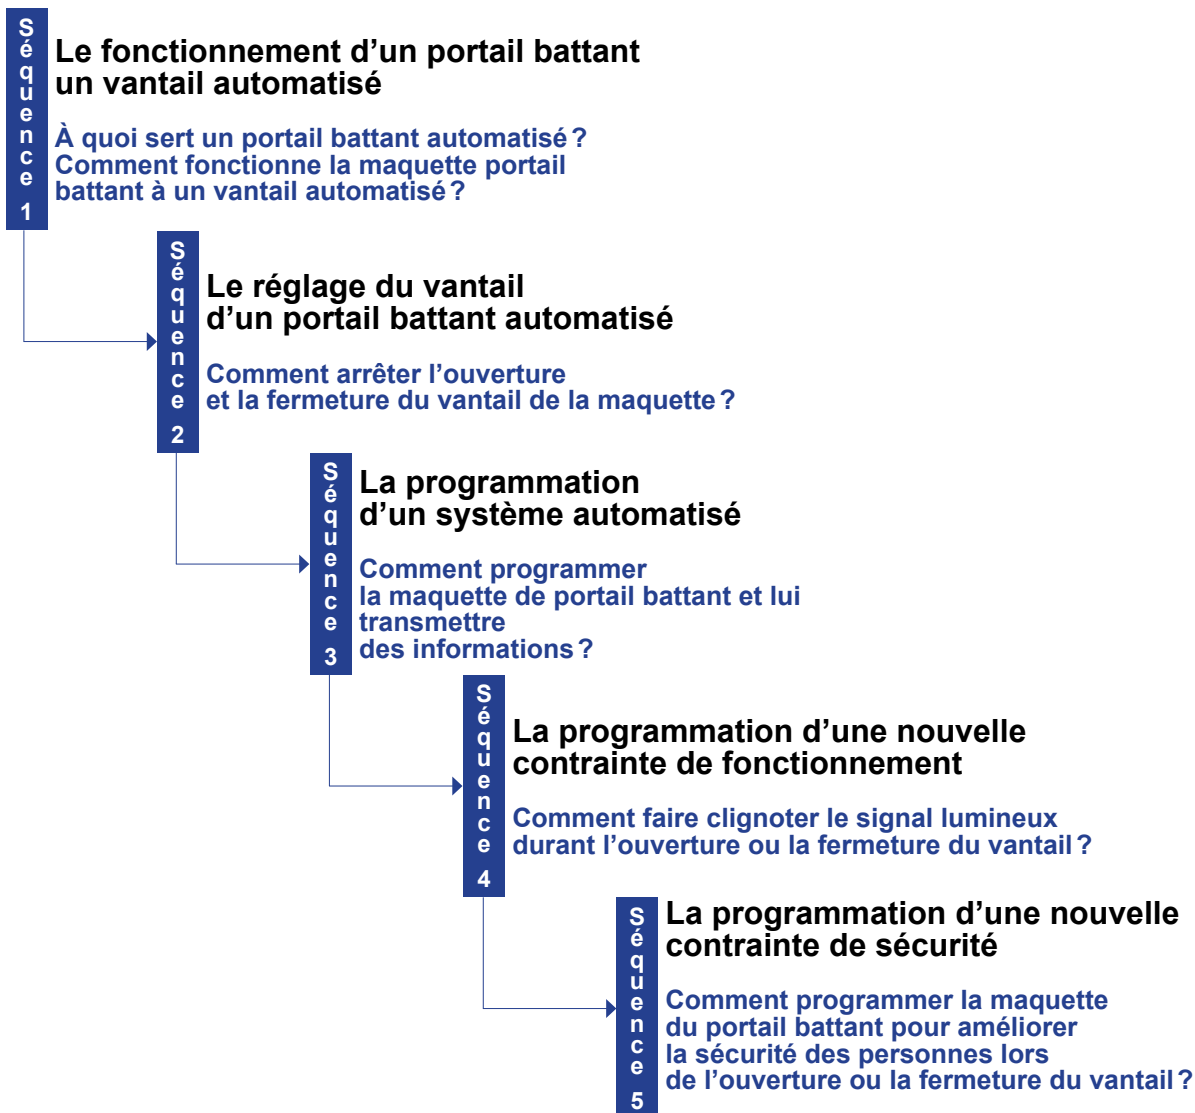 Séquence 1
Le fonctionnement d’un portail battant
un vantail automatisé
À quoi sert un portail battant automatisé ?
Comment fonctionne la maquette portail
battant à un vantail automatisé ?
Séquence 2
Le réglage du vantail
d’un portail battant automatisé
Comment arrêter l’ouverture
et la fermeture du vantail de la maquette ?
Séquence 3
La programmation
d’un système automatisé
Comment programmer
la maquette de portail battant et lui
transmettre
des informations ?
Séquence 4
La programmation d’une nouvelle
contrainte de fonctionnement
Comment faire clignoter le signal lumineux
durant l’ouverture ou la fermeture du vantail ?
Séquence 5
La programmation d’une nouvelle
contrainte de sécurité
Comment programmer la maquette
du portail battant pour améliorer
la sécurité des personnes lors
de l’ouverture ou la fermeture du vantail ?